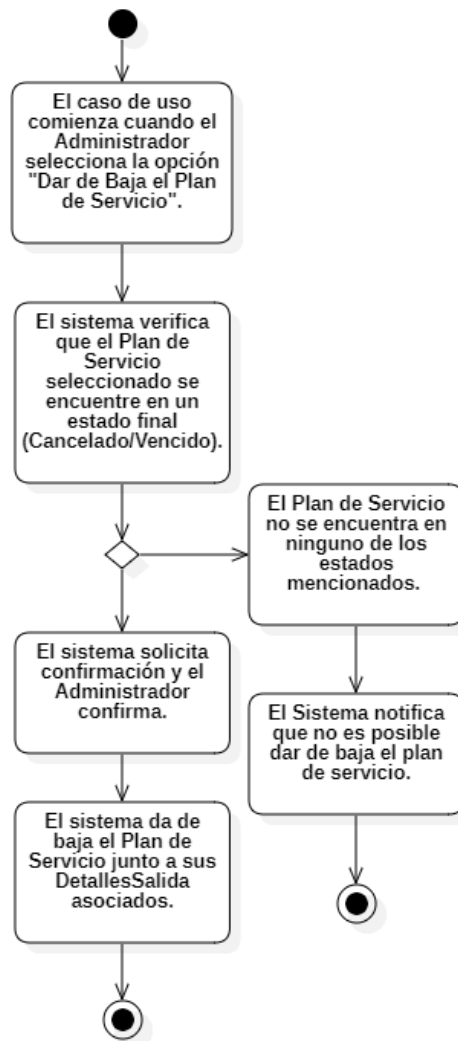 El caso de uso
comienza cuando el
Administrador
selecciona la opción
"Dar de Baja el Plan
de Servicio".
El sistema verifica
que el Plan de
Servicio
seleccionado se
encuentre en un
estado final
(Cancelado/Vencido).
El Plan de Servicio
no se encuentra en
ninguno de los
estados
mencionados.
El sistema solicita
confirmación y el
Administrador
confirma.
El Sistema notifica
que no es posible
dar de baja el plan
de servicio.
El sistema da de
baja el Plan de
Servicio junto a sus
DetallesSalida
asociados.